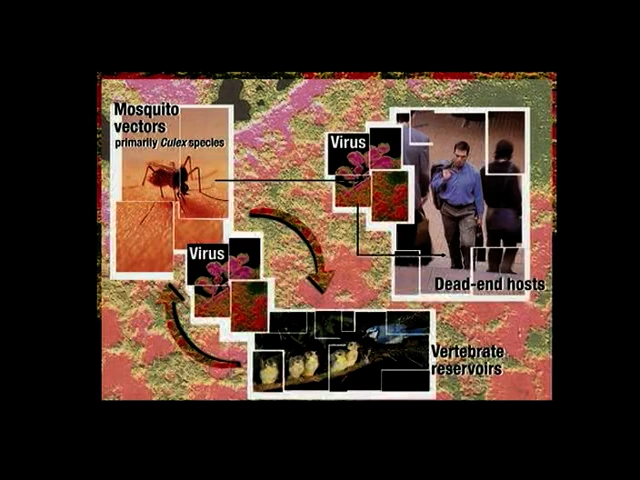 Mosquito
vectors
primarily Culex species
Virus
Virus
Dead-end hosts
Vertebrate
reservoirs